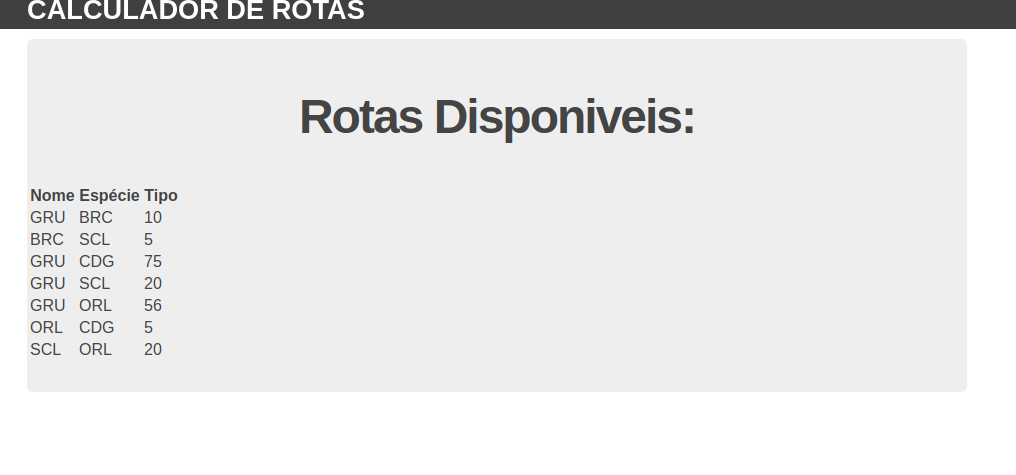 CALCULADOR DE ROTAS
Rotas Disponiveis:
Nome Espécie Tipo
GRU BRC 10
BRC SCL 5
GRU CDG 75
GRU SCL 20
GRU ORL 56
ORL CDG 5
SCL ORL 20